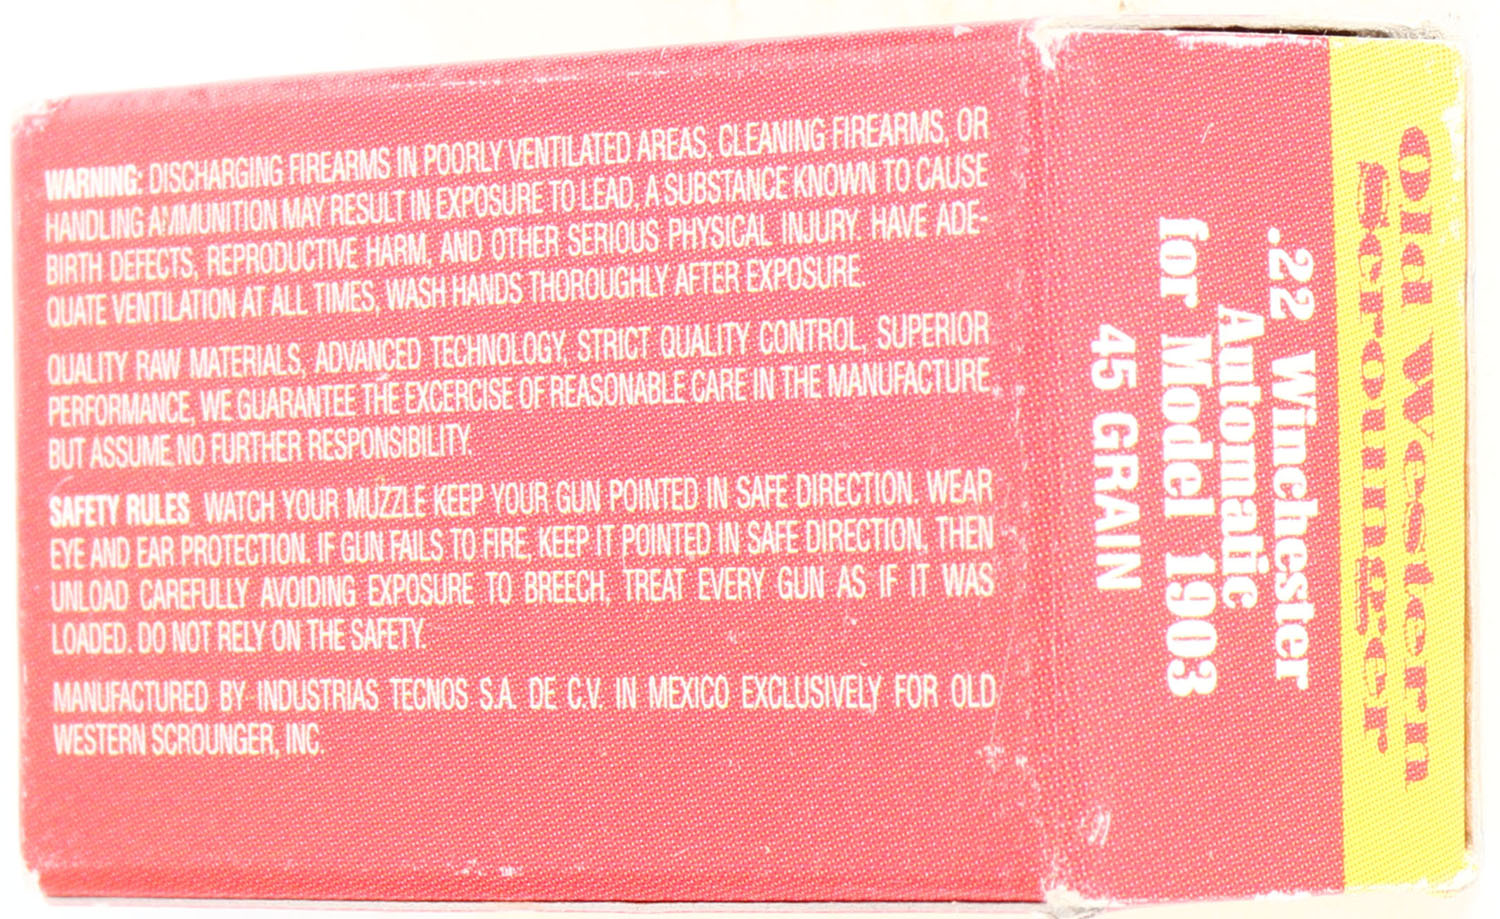 WARNING: DISCHARGING FIREARMS IN POORLY VENTILATED AREAS, CLEANING FIREARMS, OR
HANDLING AMMUNITION MAY RESULT IN EXPOSURE TO LEAD, A SUBSTANCE KNOWN TO CAUSE
BIRTH DEFECTS, REPRODUCTIVE HARM, AND OTHER SERIOUS PHYSICAL INJURY. HAVE ADE-
QUATE VENTILATION AT ALL TIMES, WASH HANDS THOROUGHLY AFTER EXPOSURE.
QUALITY RAW MATERIALS, ADVANCED TECHNOLOGY, STRICT QUALITY CONTROL, SUPERIOR
PERFORMANCE, WE GUARANTEE THE EXCERCISE OF REASONABLE CARE IN THE MANUFACTURE,
BUT ASSUME NO FURTHER RESPONSIBILITY.
SAFETY RULES WATCH YOUR MUZZLE KEEP YOUR GUN POINTED IN SAFE DIRECTION. WEAR
EYE AND EAR PROTECTION. IF GUN FAILS TO FIRE, KEEP IT POINTED IN SAFE DIRECTION, THEN
UNLOAD CAREFULLY AVOIDING EXPOSURE TO BREECH, TREAT EVERY GUN AS IF IT WAS
LOADED. DO NOT RELY ON THE SAFETY.
MANUFACTURED BY INDUSTRIAS TECNOS S.A. DE C.V. IN MEXICO EXCLUSIVELY FOR OLD
WESTERN SCROUNGER, INC.
Old Western
Scrounger
.22 Winchester
Automatic
for Model 1903
45 GRAIN